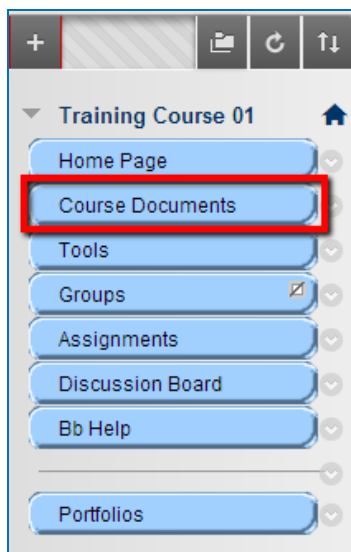 Training Course 01
Home Page
Course Documents
Tools
Groups
Assignments
Discussion Board
Bb Help
Portfolios